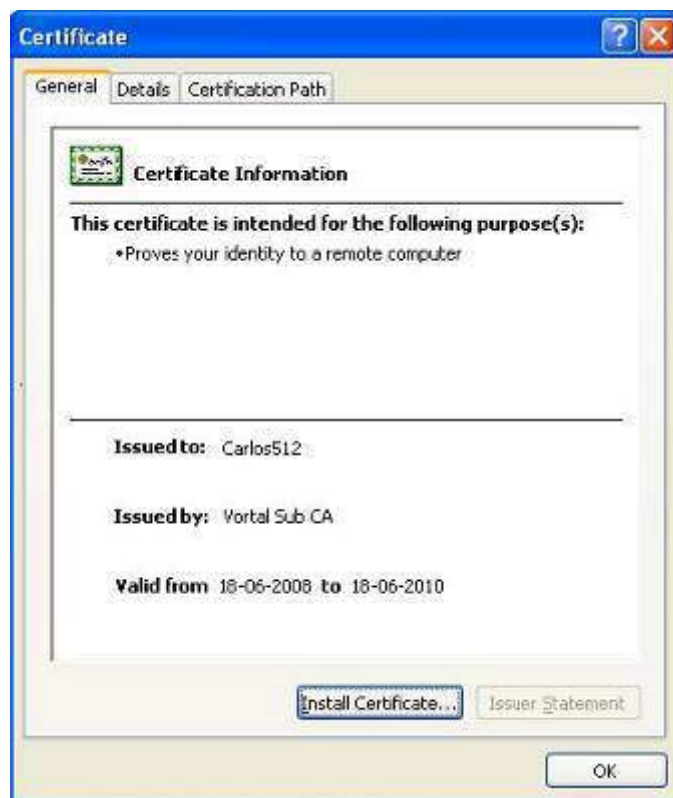 Certificate
General Details Certification Path
Certificate Information
This certificate is intended for the following purpose(s):
•Proves your identity to a remote computer
Issued to: Carlos512
Issued by: Vortal Sub CA
Valid from 18-06-2008 to 18-06-2010
Install Certificate... Issuer Statement
OK